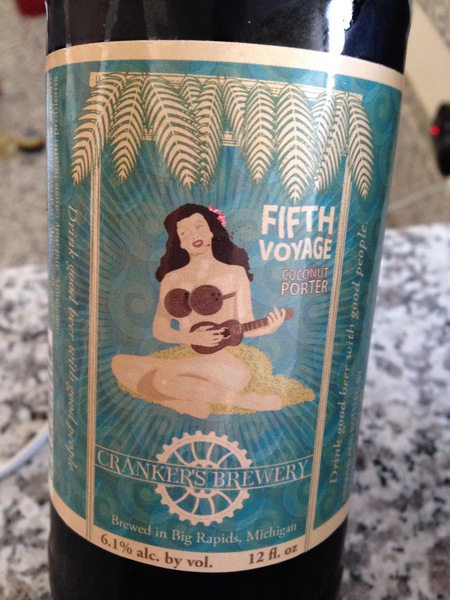 FIFTH
VOYAGE
COCONUT
PORTER
CRANKER'S BREWERY
Brewed in Big Rapids, Michigan
6.1% alc. by vol. 12 fl. oz
Drink good beer with good people.
Drink good beer with good people